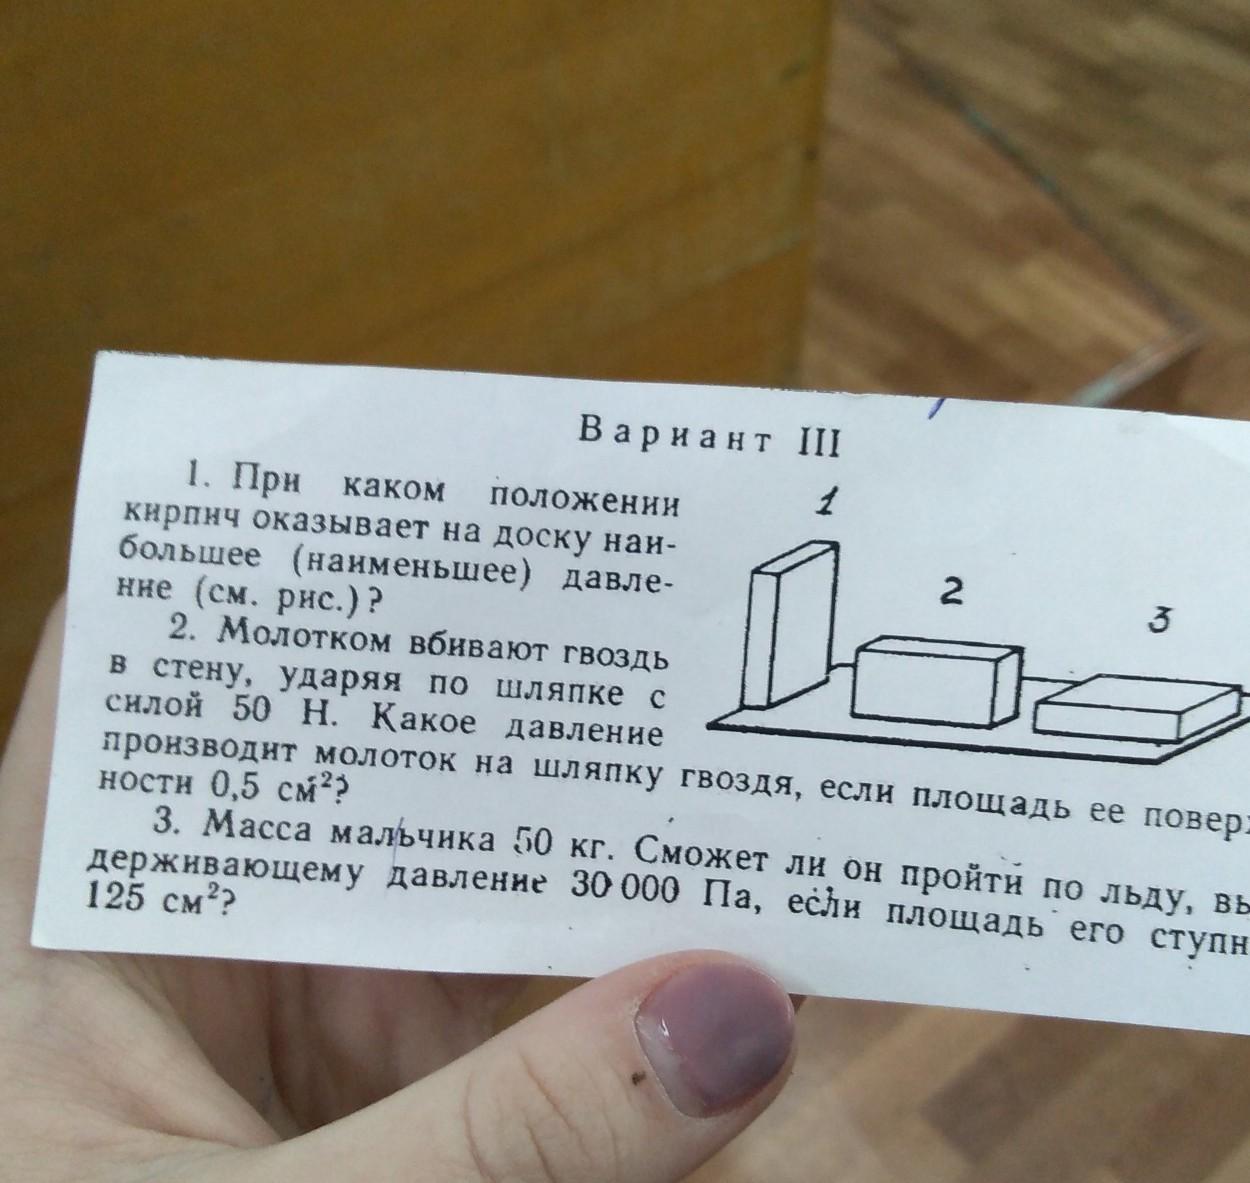 Вариант III
1. При каком положении
кирпич оказывает на доску наи-
большее (наименьшее) давле-
ние (см. рис.)?
1
2
3
2. Молотком вбивают гвоздь
в стену, ударяя по шляпке с
силой 50 Н. Какое давление
производит молоток на шляпку гвоздя, если площадь ее
ности 0,5 см²?
3. Масса мальчика 50 кг. Сможет ли он пройти по льду,
держивающему давление 30 000 Па, если площадь его
125 см²?